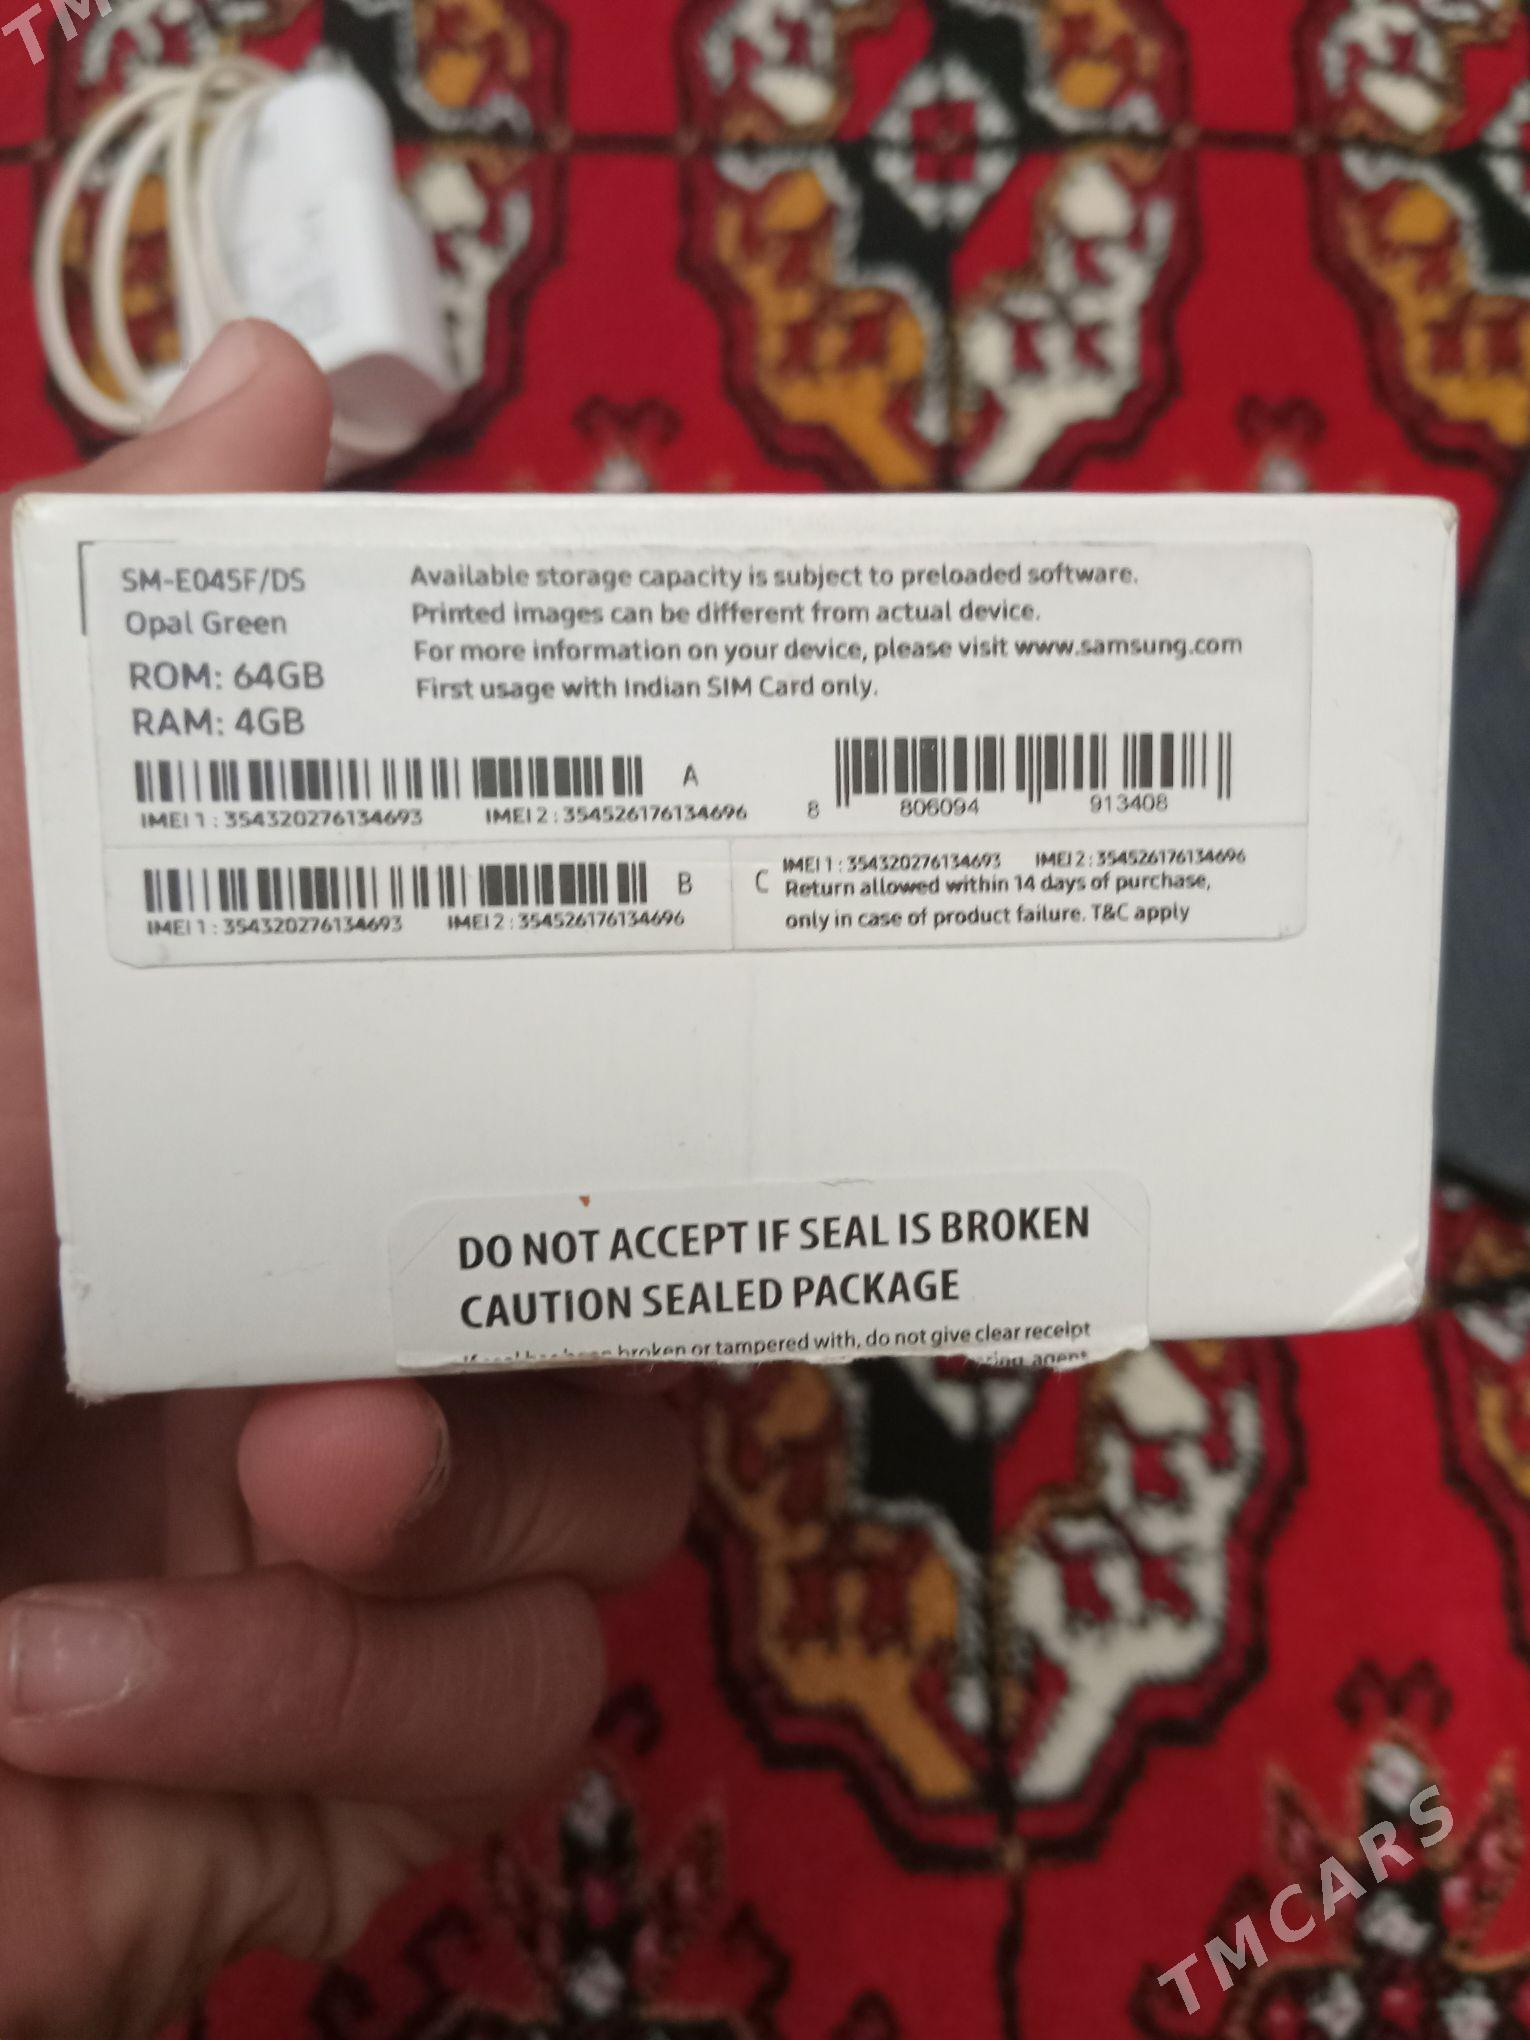 SM-E045F/DS
Opal Green
ROM: 64GB
RAM: 4GB
Available storage capacity is subject to preloaded software.
Printed images can be different from actual device.
For more information on your device, please visit www.samsung.com
First usage with Indian SIM Card only.
A
IMEI 1 : 354320276134693 IMEI 2 : 354526176134696
8 806094 913408
B
IMEI 1 : 354320276134693 IMEI 2 : 354526176134696
C IMEI 1 : 354320276134693 IMEI 2 : 354526176134696
Return allowed within 14 days of purchase,
only in case of product failure. T&C apply
DO NOT ACCEPT IF SEAL IS BROKEN
CAUTION SEALED PACKAGE
broken or tampered with, do not give clear receipt
agent
TMCARS